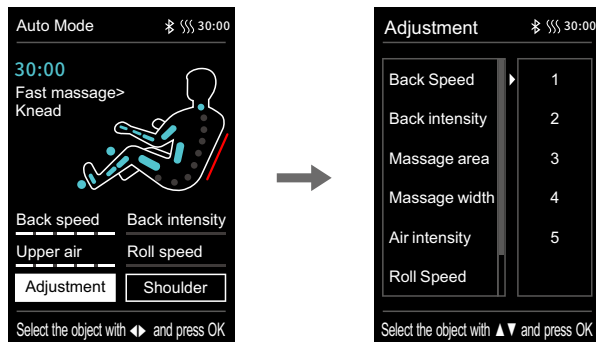 Auto Mode 30:00
30:00
Fast massage>
Knead
Back speed Back intensity
Upper air Roll speed
Adjustment Shoulder
Select the object with ◀▶ and press OK
Adjustment 30:00
Back Speed 1
Back intensity 2
Massage area 3
Massage width 4
Air intensity 5
Roll Speed
Select the object with ▲▼ and press OK